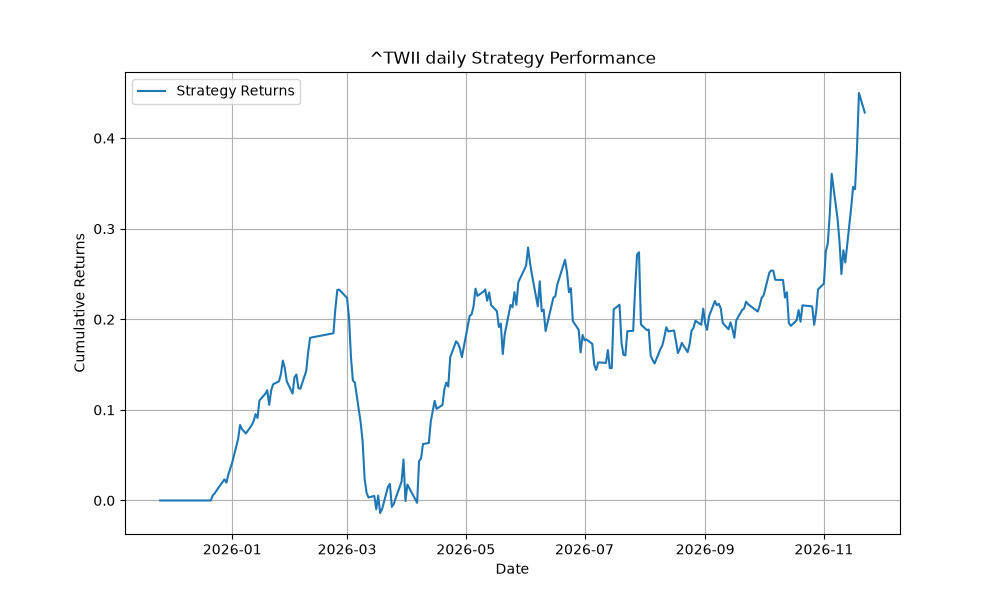 ^TWII daily Strategy Performance
Strategy Returns
0.4
0.3
0.2
0.1
0.0
Cumulative Returns
2026-01
2026-03
2026-05
2026-07
2026-09
2026-11
Date